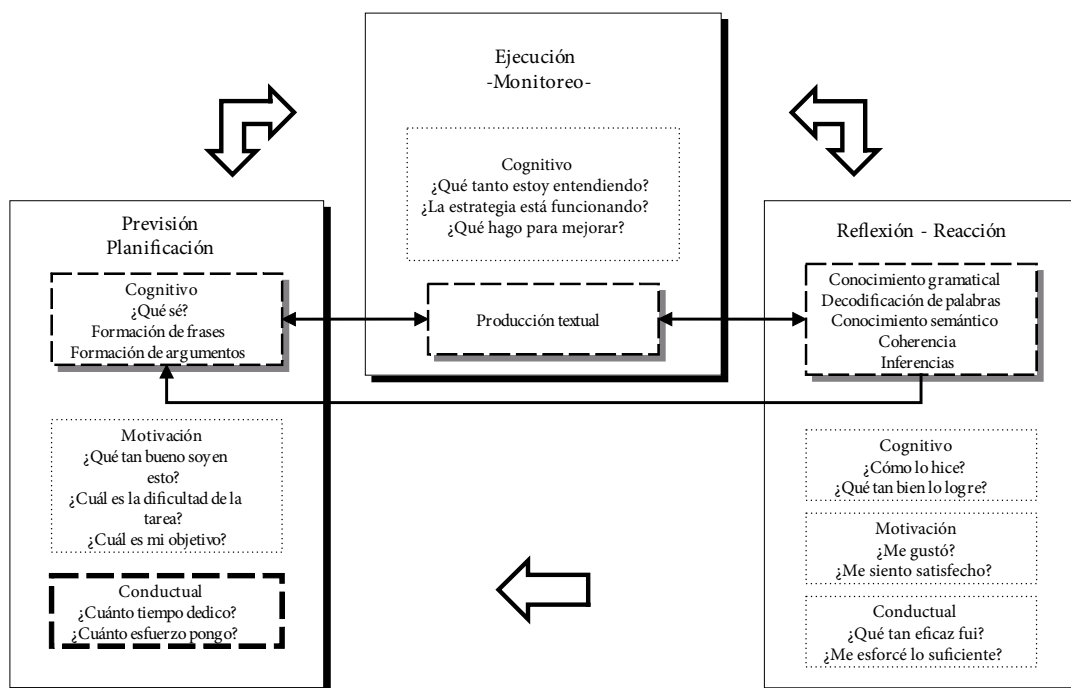 Ejecución
-Monitoreo-
Cognitivo
¿Qué tanto estoy entendiendo?
¿La estrategia está funcionando?
¿Qué hago para mejorar?
Producción textual
Previsión
Planificación
Cognitivo
¿Qué sé?
Formación de frases
Formación de argumentos
Motivación
¿Qué tan bueno soy en
esto?
¿Cuál es la dificultad de la
tarea?
¿Cuál es mi objetivo?
Conductual
¿Cuánto tiempo dedico?
¿Cuánto esfuerzo pongo?
Reflexión - Reacción
Conocimiento gramatical
Decodificación de palabras
Conocimiento semántico
Coherencia
Inferencias
Cognitivo
¿Cómo lo hice?
¿Qué tan bien lo logre?
Motivación
¿Me gustó?
¿Me siento satisfecho?
Conductual
¿Qué tan eficaz fui?
¿Me esforcé lo suficiente?